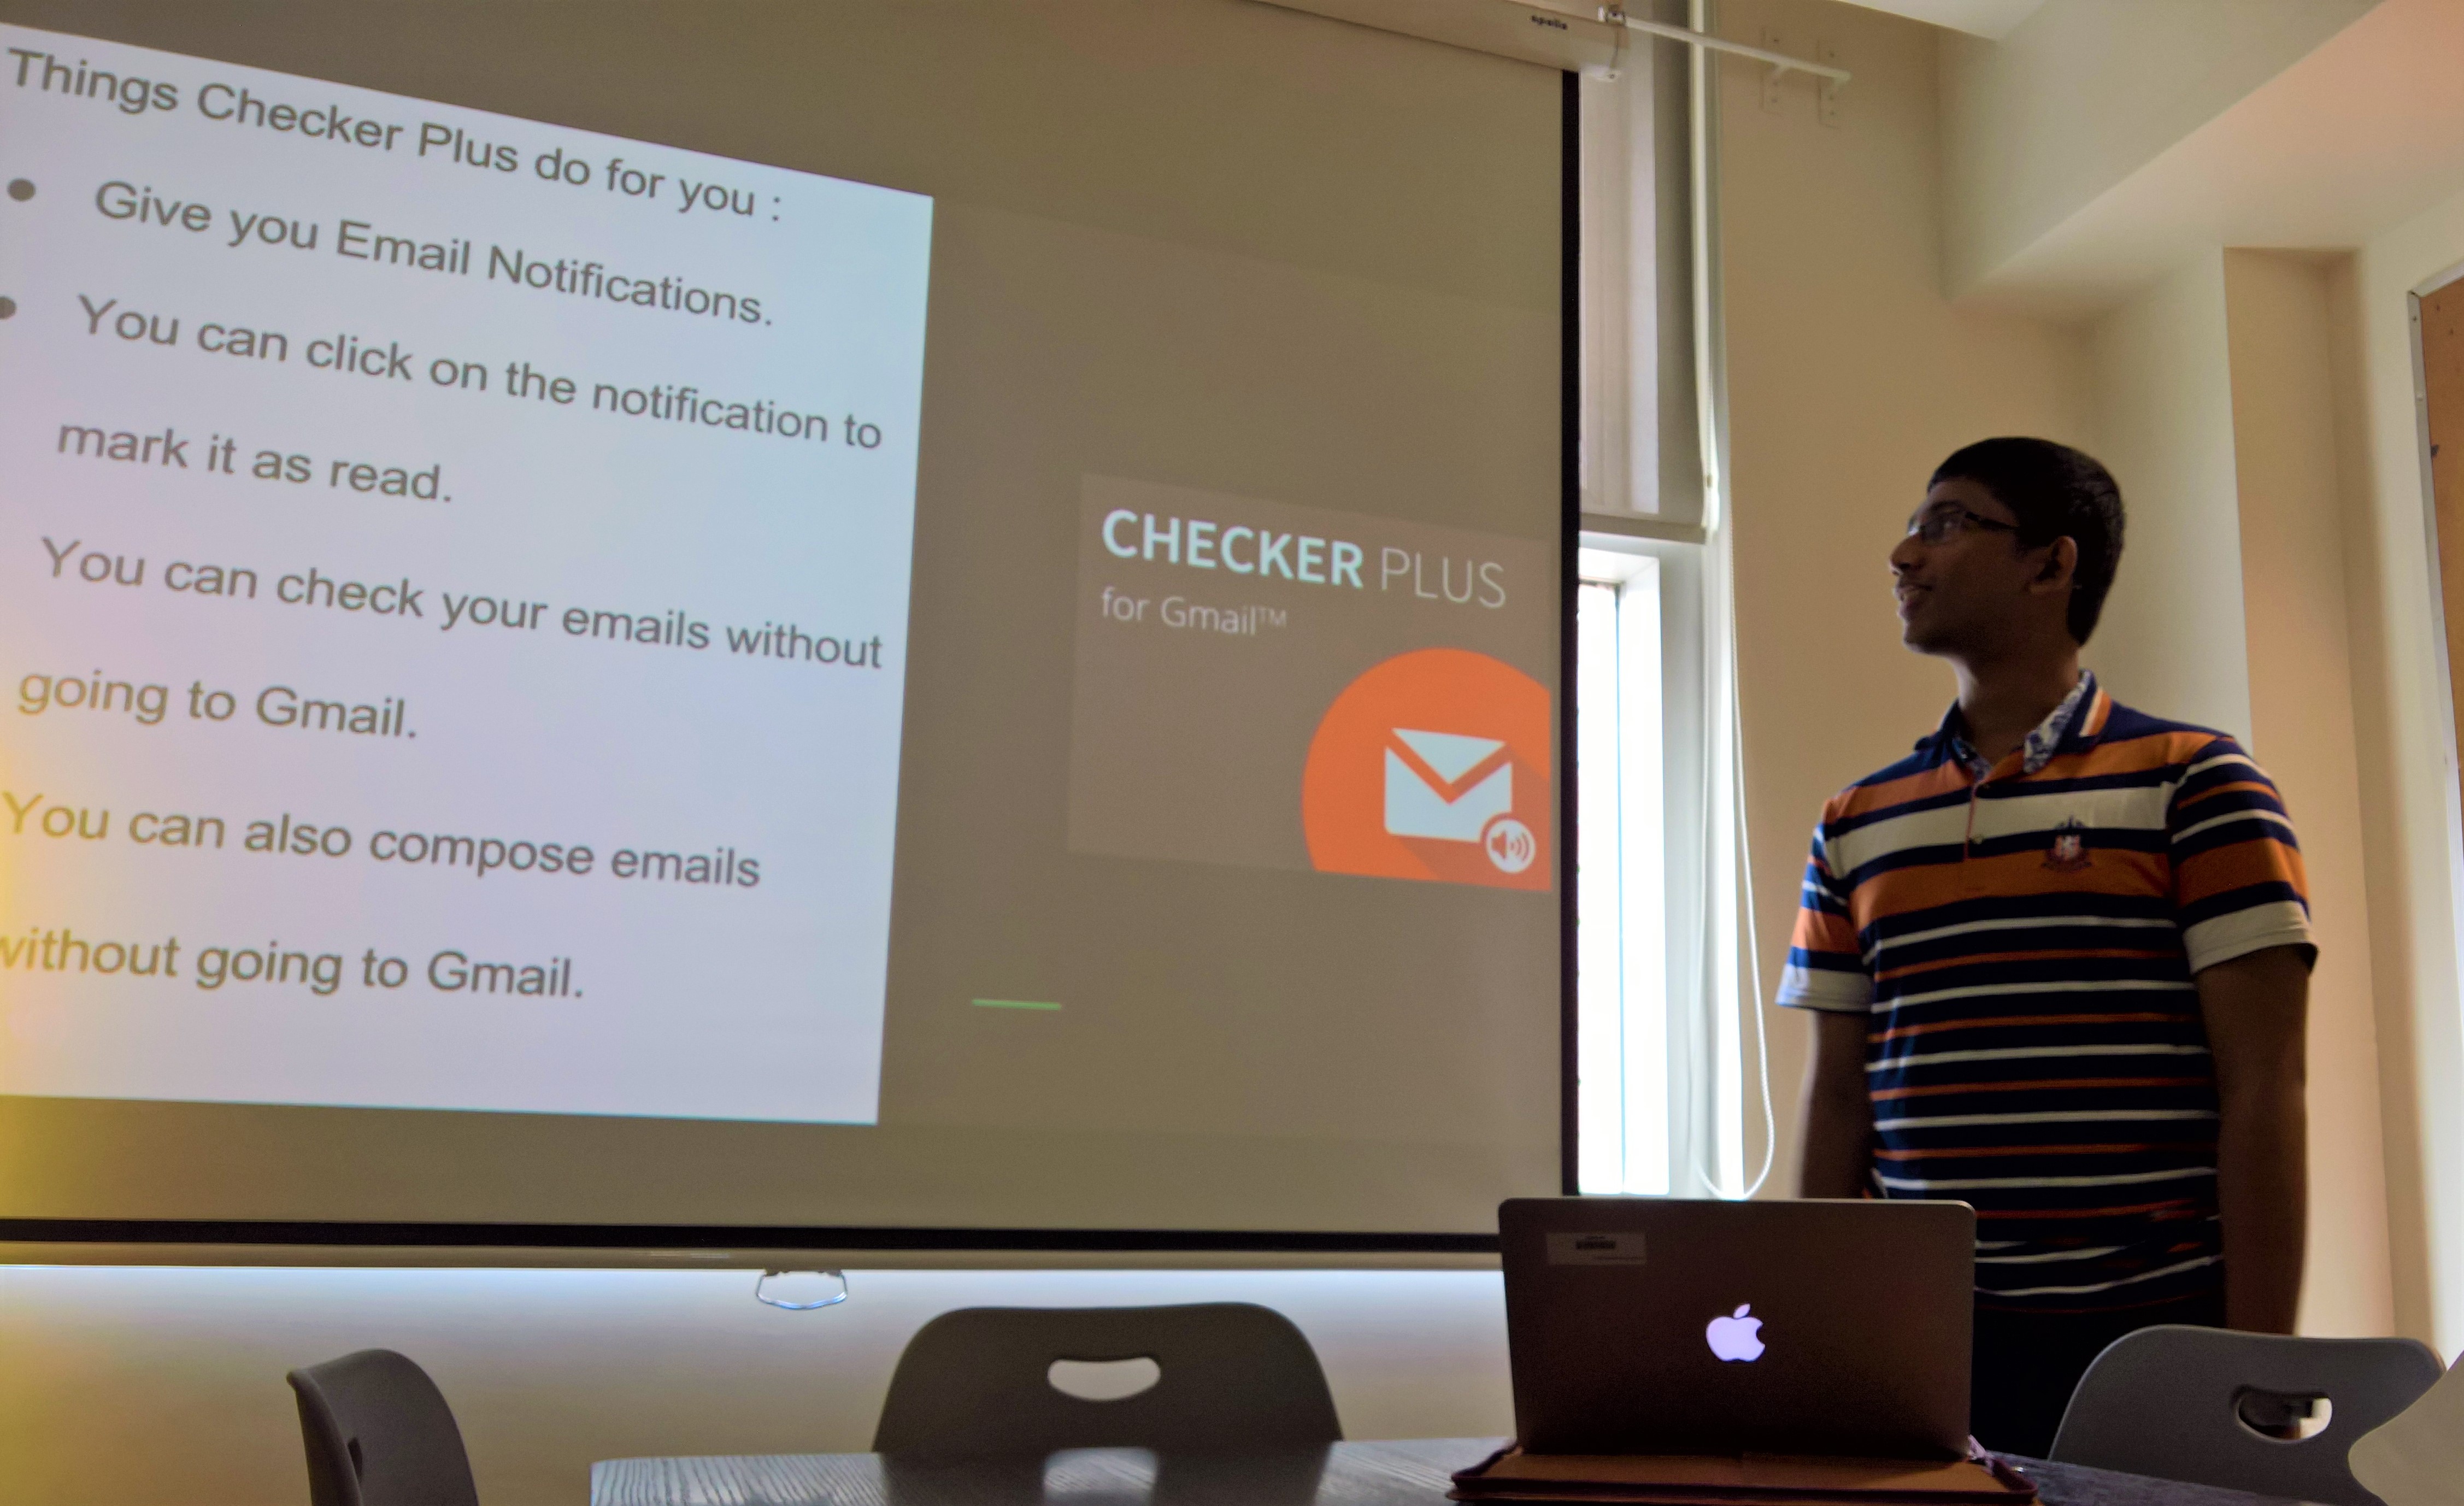 Things Checker Plus do for you :
● Give you Email Notifications.
● You can click on the notification to
mark it as read.
You can check your emails without
going to Gmail.
You can also compose emails
without going to Gmail.
CHECKER PLUS
for Gmail™
apollo